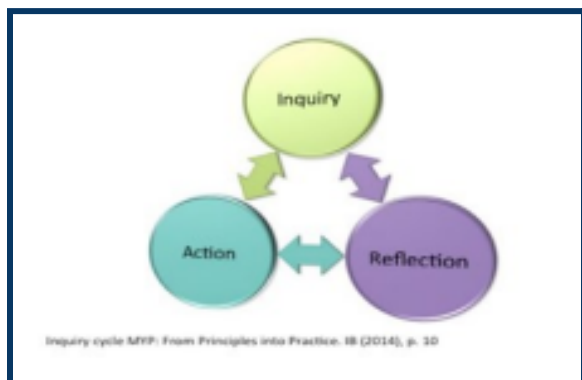 Inquiry
Action
Reflection
Inquiry cycle MYP: From Principles into Practice. IB (2014), p. 10